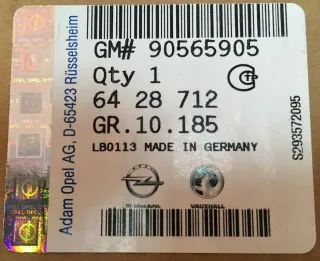 GM# 90565905
Qty 1
64 28 712
GR.10.185
LB0113 MADE IN GERMANY
VAUXHALL
Adam Opel AG, D-65423 Rüsselsheim
S293572095